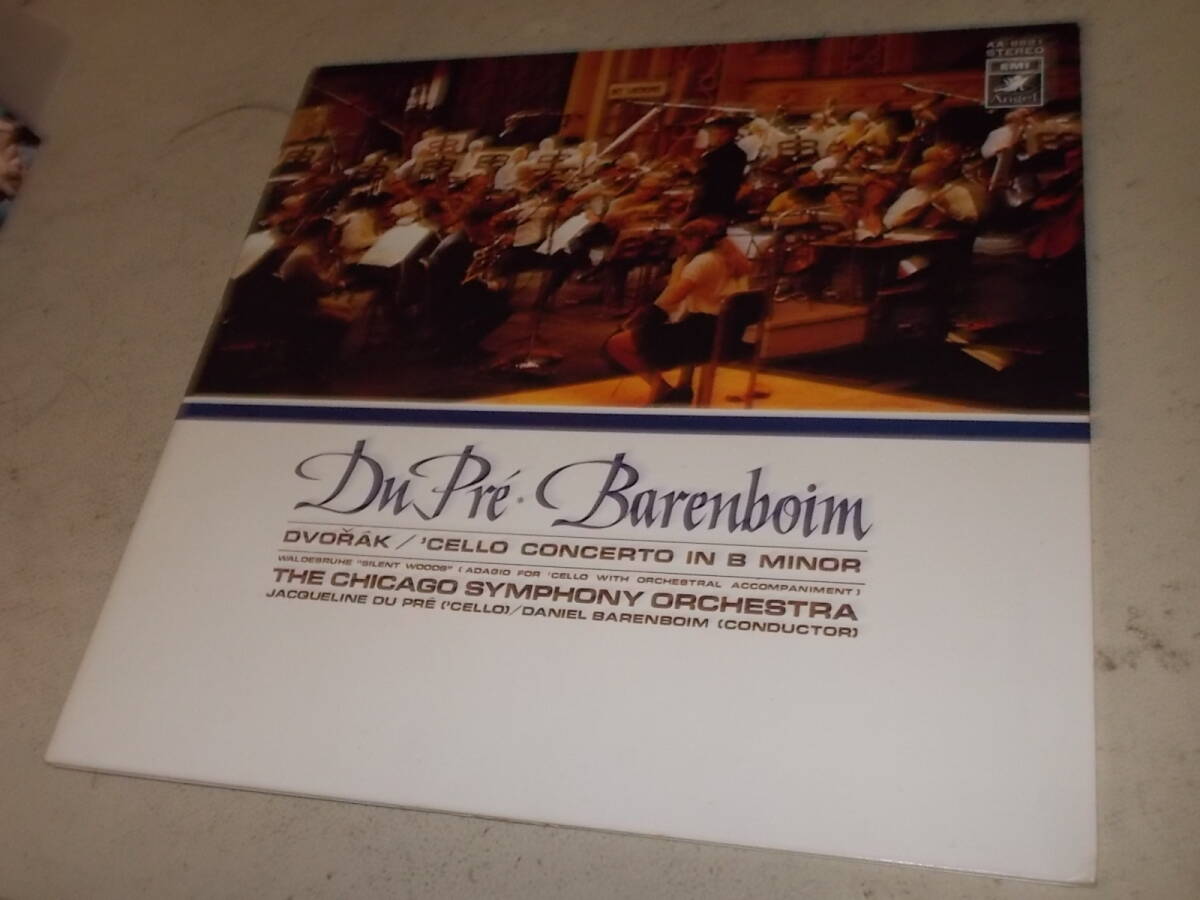 STEREO
EMI
Angel
Du Pré · Barenboim
DVOŘÁK / 'CELLO CONCERTO IN B MINOR
WALDESRUHE "SILENT WOODS" (ADAGIO FOR 'CELLO WITH ORCHESTRAL ACCOMPANIMENT)
THE CHICAGO SYMPHONY ORCHESTRA
JACQUELINE DU PRÉ ('CELLO)/DANIEL BARENBOIM (CONDUCTOR)